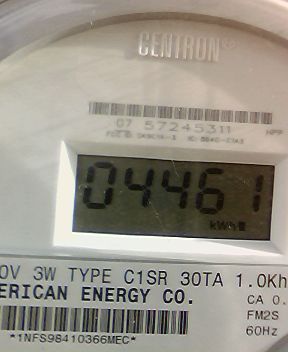 CENTRON®
07 57245311
04461
kWh
0V 3W TYPE C1SR 30TA 1.0Kh
ERICAN ENERGY CO.
CA 0.
FM2S
*1NFS98410366MEC*
60Hz